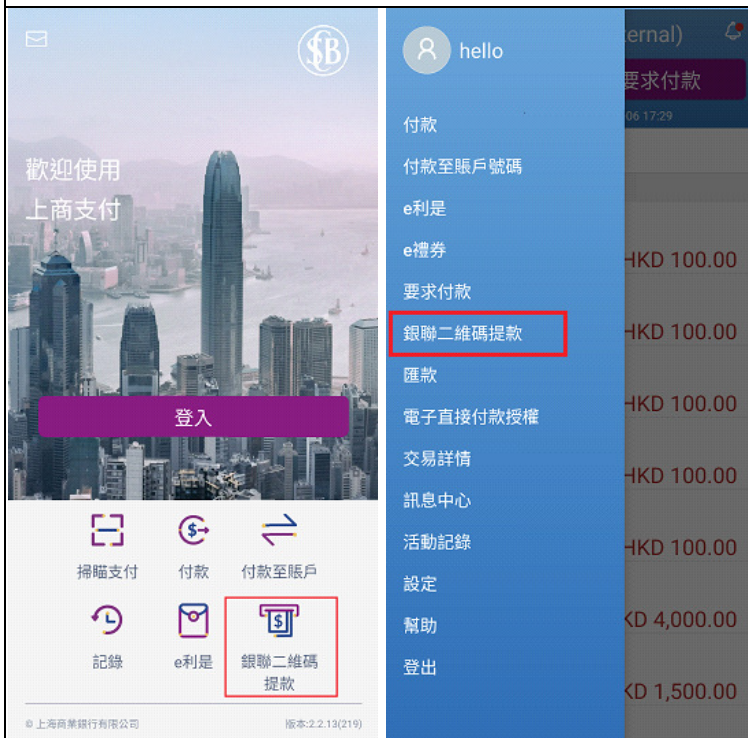 SCB
歡迎使用
上商支付
登入
掃瞄支付
付款
付款至賬戶
記錄
e利是
銀聯二維碼
提款
© 上海商業銀行有限公司
版本:2.2.13(219)
hello
付款
付款至賬戶號碼
e利是
e禮券
要求付款
銀聯二維碼提款
匯款
電子直接付款授權
交易詳情
訊息中心
活動記錄
設定
幫助
登出
ernal)
要求付款
06 17:29
HKD 100.00
HKD 100.00
HKD 100.00
HKD 100.00
HKD 100.00
KD 4,000.00
KD 1,500.00